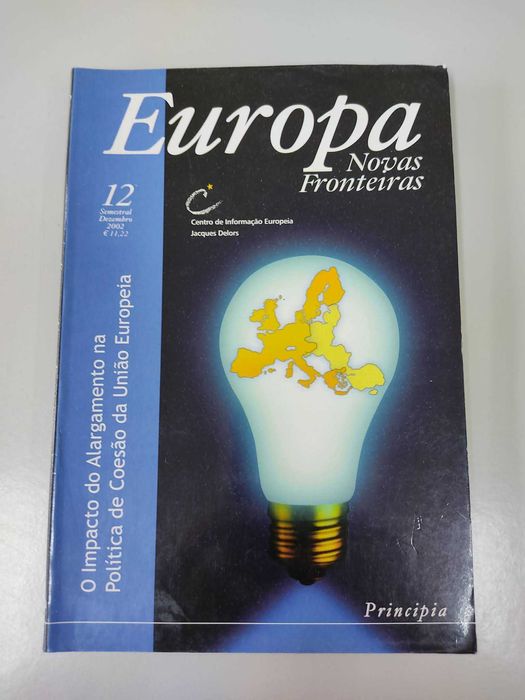 Europa
Novas
Fronteiras
12
Semestral
Dezembro
2002
€ 11,22
Centro de Informação Europeia
Jacques Delors
O Impacto do Alargamento na
Política de Coesão da União Europeia
Principia